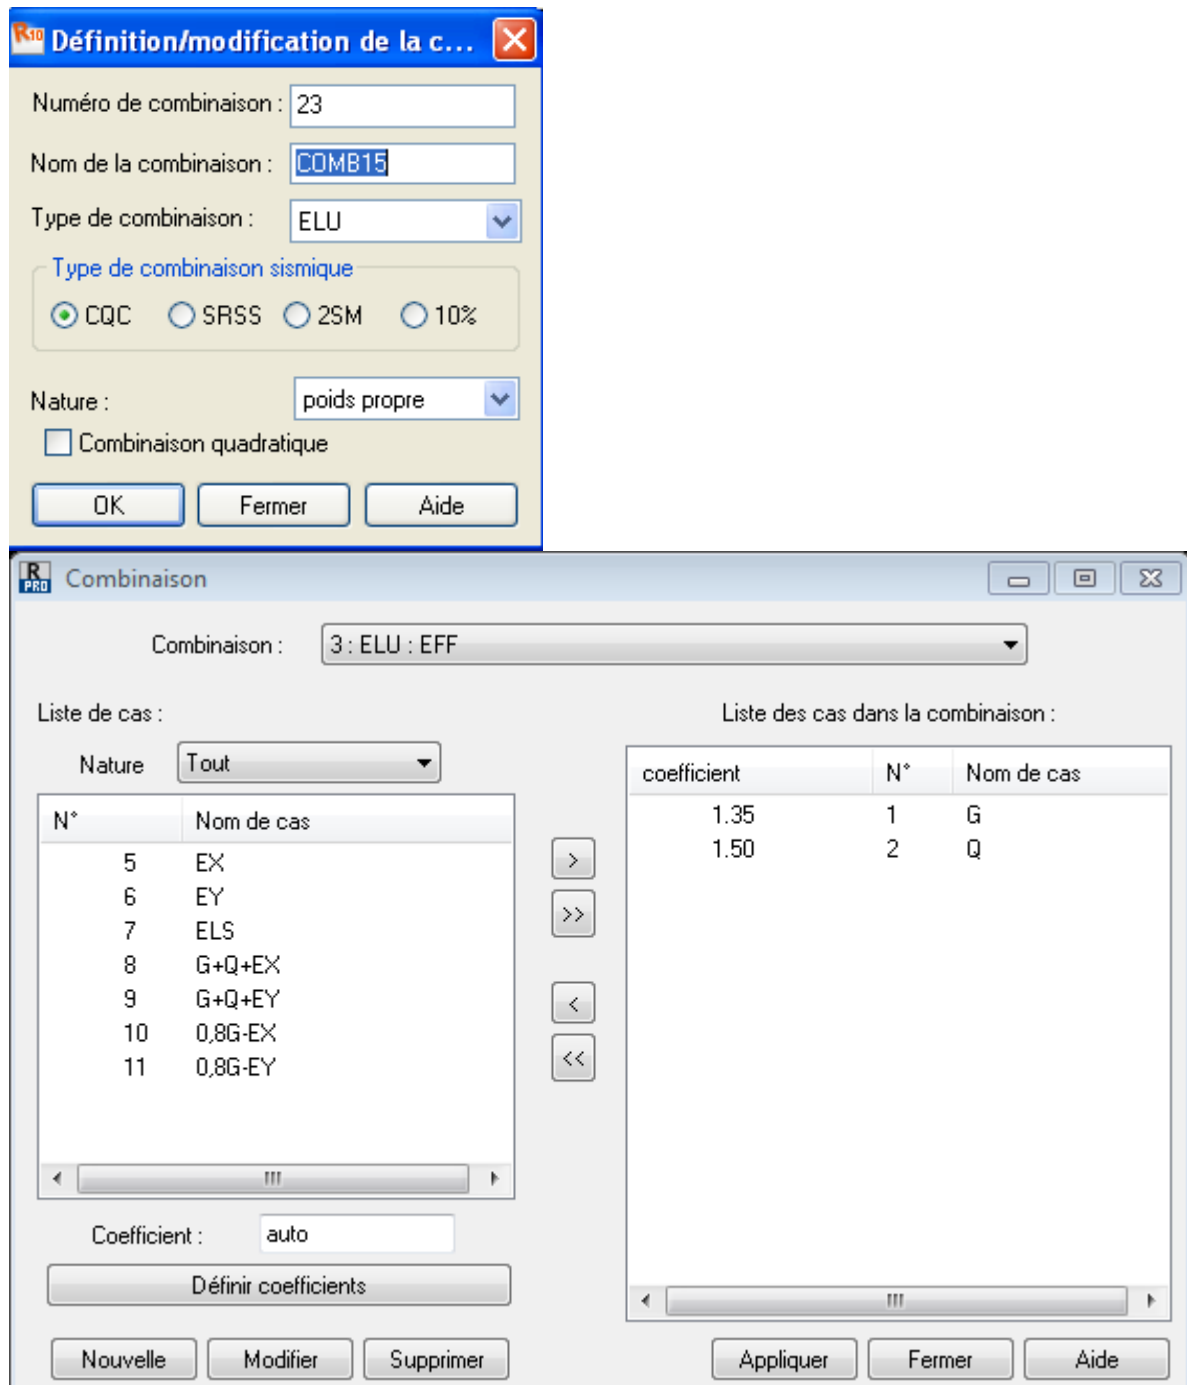 R10 Définition/modification de la c...
Numéro de combinaison : 23
Nom de la combinaison : COMB15
Type de combinaison : ELU
Type de combinaison sismique
CQC SRSS 2SM 10%
Nature : poids propre
Combinaison quadratique
OK Fermer Aide
R PRO Combinaison
Combinaison : 3 : ELU : EFF
Liste de cas :
Liste des cas dans la combinaison :
Nature Tout
N° Nom de cas
5 EX
6 EY
7 ELS
8 G+Q+EX
9 G+Q+EY
10 0,8G-EX
11 0,8G-EY
> 
>>
<
<<
coefficient N° Nom de cas
1.35 1 G
1.50 2 Q
Coefficient : auto
Définir coefficients
Nouvelle Modifier Supprimer
Appliquer Fermer Aide